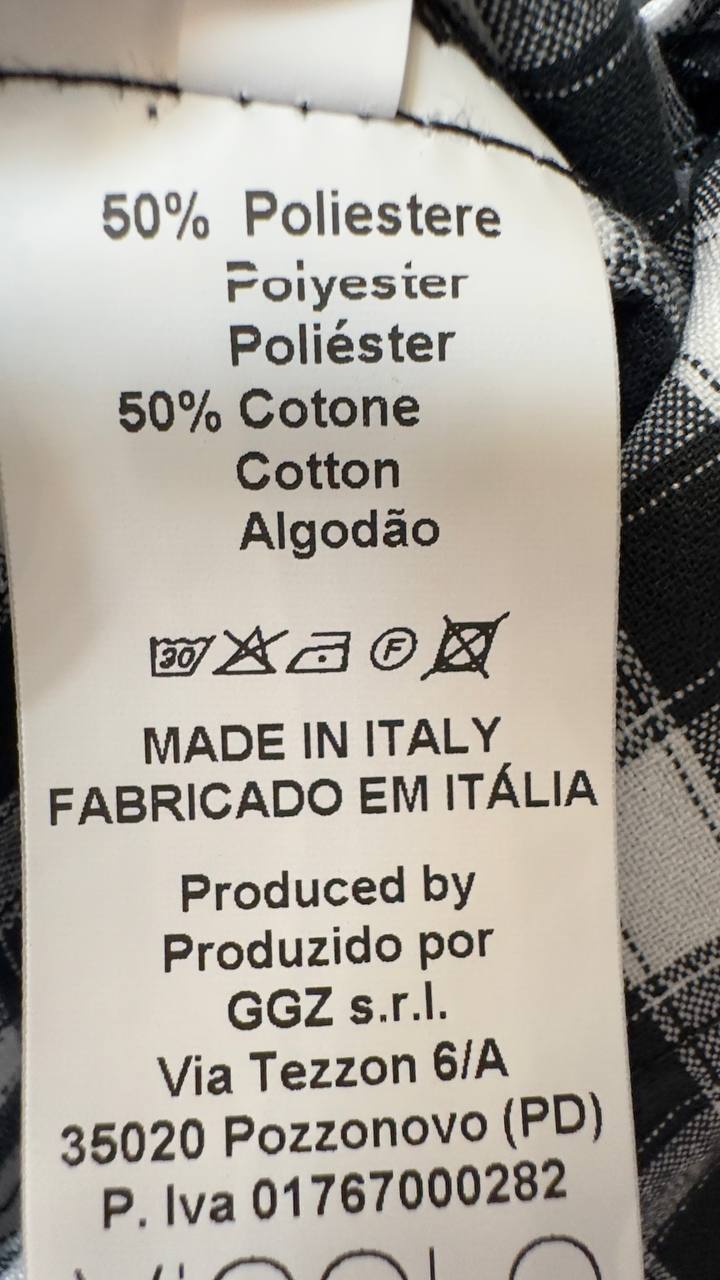 50% Poliestere
Polyester
Poliéster
50% Cotone
Cotton
Algodão
30 F
MADE IN ITALY
FABRICADO EM ITÁLIA
Produced by
Produzido por
GGZ s.r.l.
Via Tezzon 6/A
35020 Pozzonovo (PD)
P. Iva 01767000282